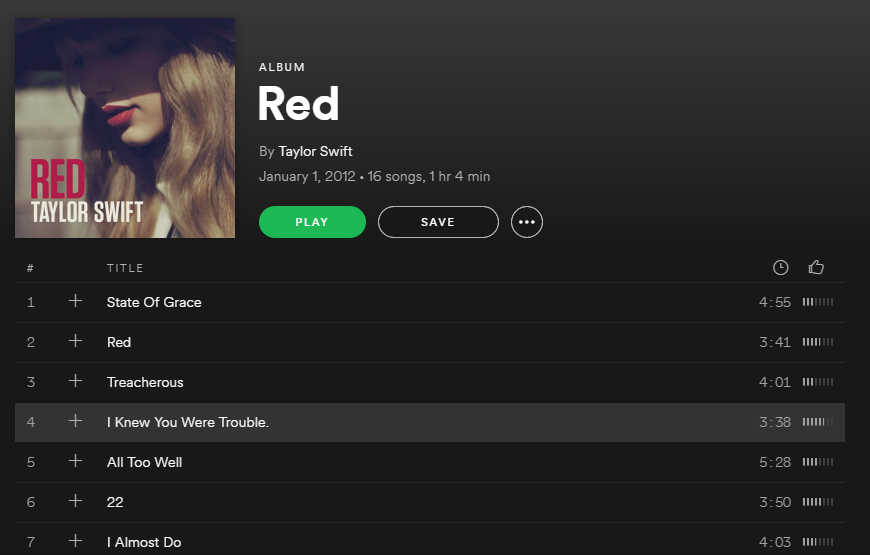 RED
TAYLOR SWIFT
ALBUM
Red
By Taylor Swift
January 1, 2012 • 16 songs, 1 hr 4 min
PLAY SAVE
# TITLE
1 + State Of Grace 4:55
2 + Red 3:41
3 + Treacherous 4:01
4 + I Knew You Were Trouble. 3:38
5 + All Too Well 5:28
6 + 22 3:50
7 + I Almost Do 4:03